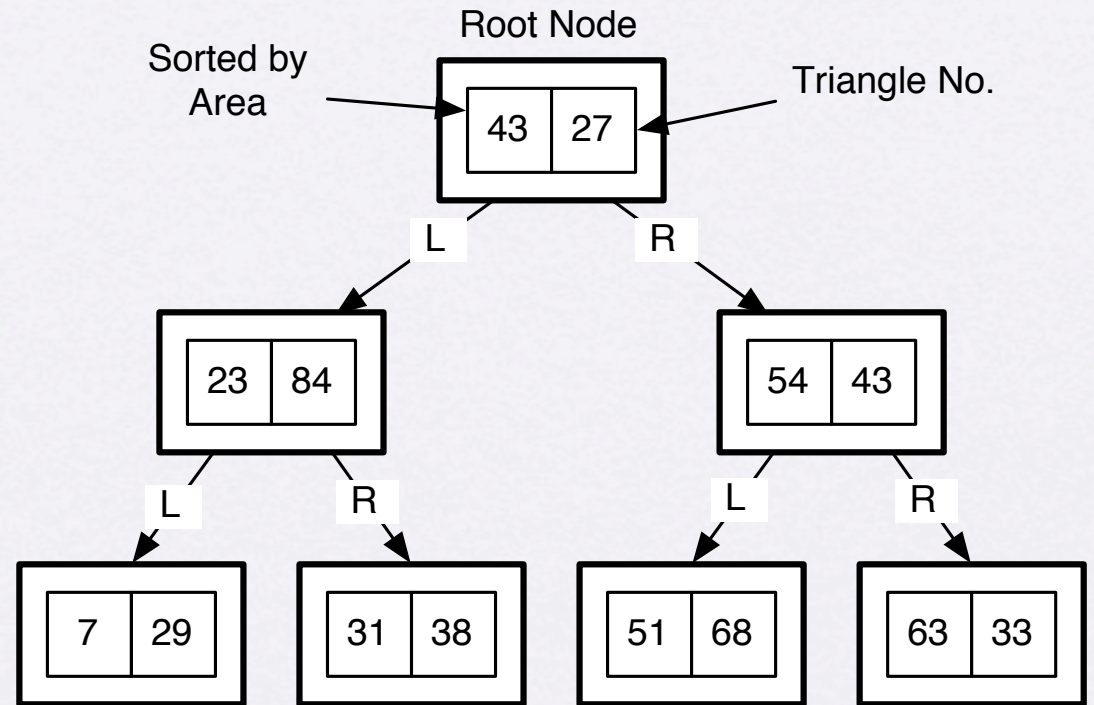 Root Node
Sorted by
Area
Triangle No.
43 27
L R
23 84
54 43
L R
L R
7 29
31 38
51 68
63 33